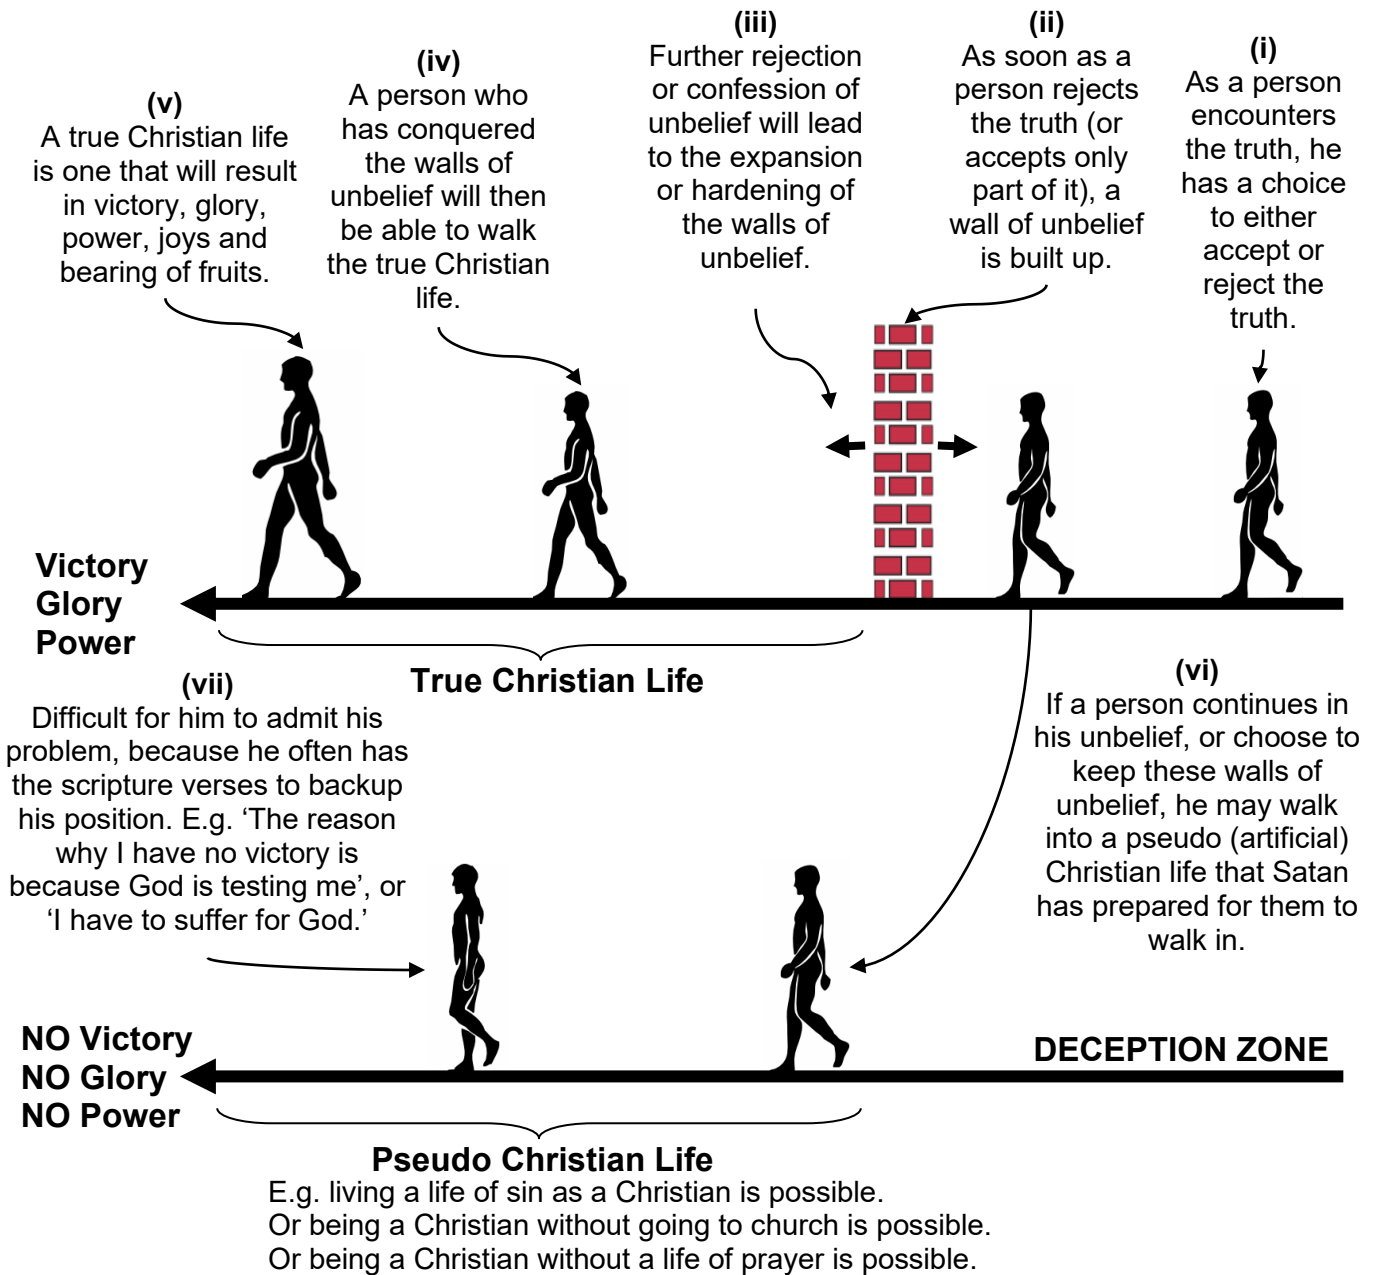 (i)
As a person
encounters
the truth, he
has a choice
to either
accept or
reject the
truth.
(ii)
As soon as a
person rejects
the truth (or
accepts only
part of it), a
wall of unbelief
is built up.
(iii)
Further rejection
or confession of
unbelief will lead
to the expansion
or hardening of
the walls of
unbelief.
(iv)
A person who
has conquered
the walls of
unbelief will then
be able to walk
the true Christian
life.
(v)
A true Christian life
is one that will result
in victory, glory,
power, joys and
bearing of fruits.
Victory
Glory
Power
True Christian Life
(vi)
If a person continues in
his unbelief, or choose to
keep these walls of
unbelief, he may walk
into a pseudo (artificial)
Christian life that Satan
has prepared for them to
walk in.
(vii)
Difficult for him to admit his
problem, because he often has
the scripture verses to backup
his position. E.g. ‘The reason
why I have no victory is
because God is testing me’, or
‘I have to suffer for God.’
NO Victory
NO Glory
NO Power
DECEPTION ZONE
Pseudo Christian Life
E.g. living a life of sin as a Christian is possible.
Or being a Christian without going to church is possible.
Or being a Christian without a life of prayer is possible.